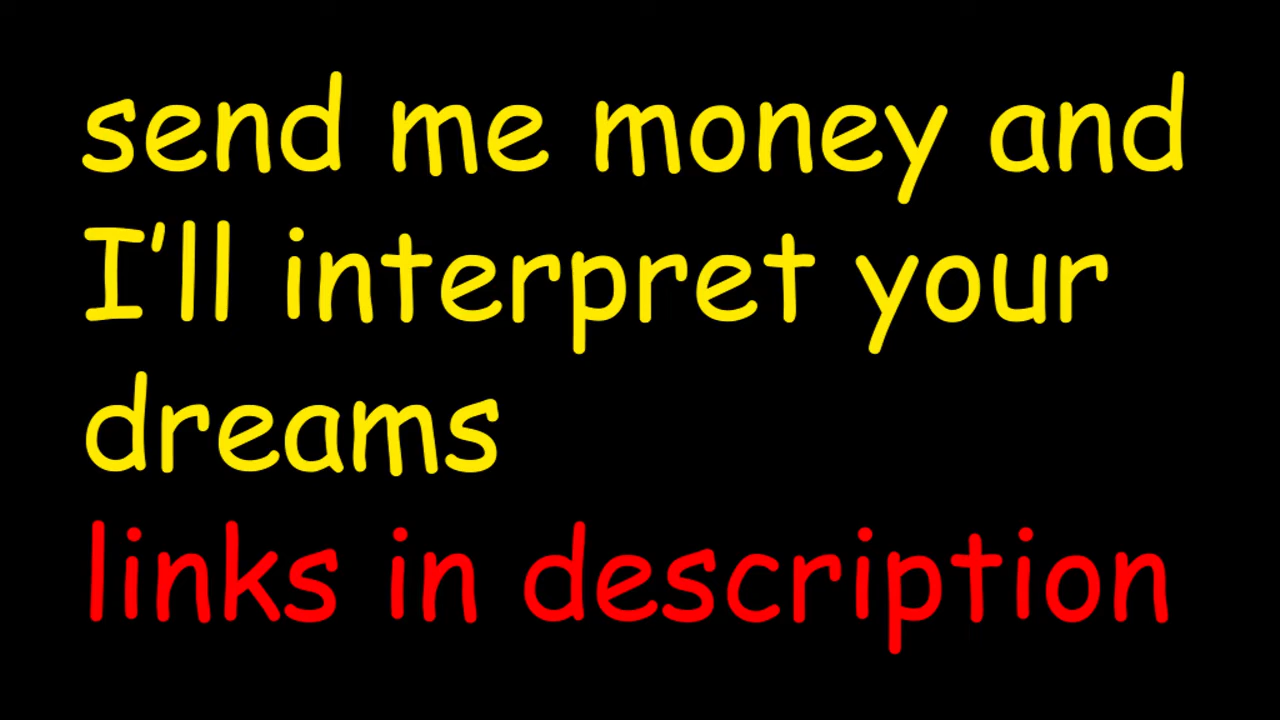 send me money and
I’ll interpret your
dreams
links in description